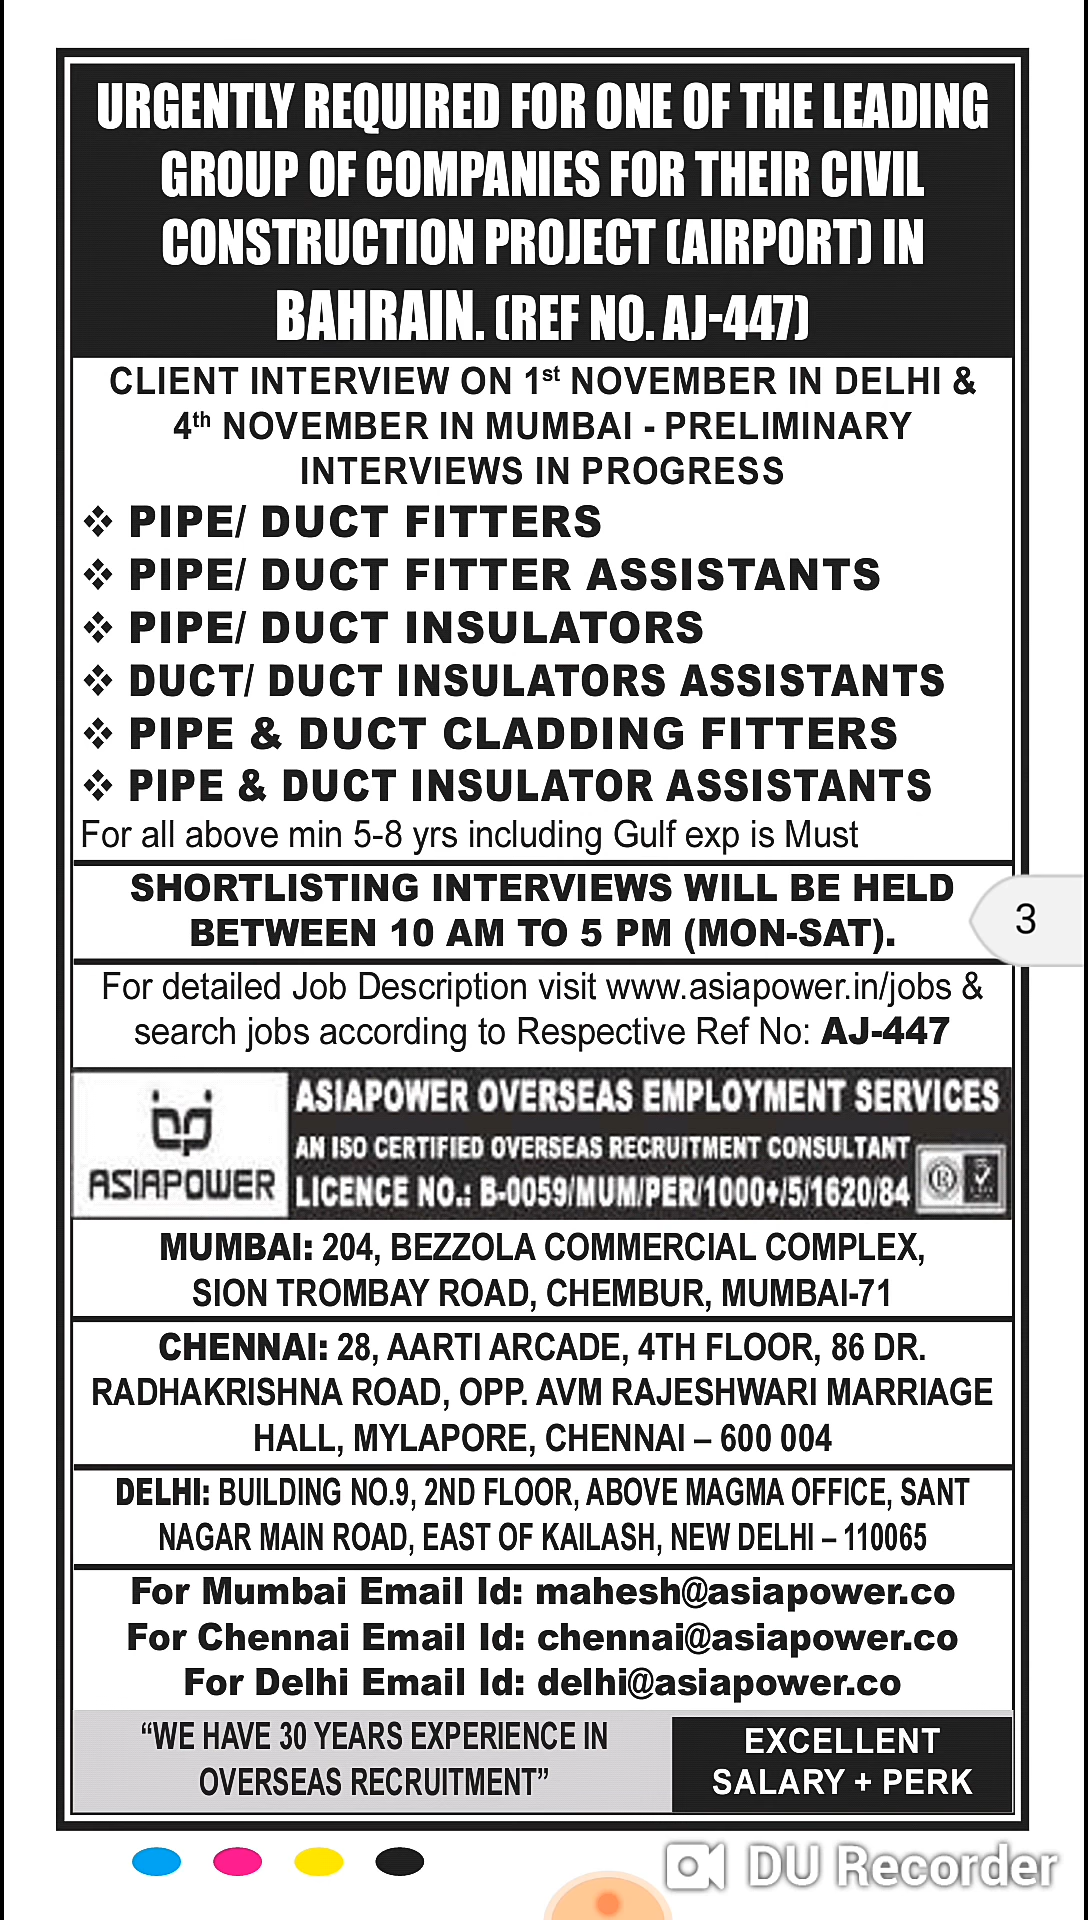 URGENTLY REQUIRED FOR ONE OF THE LEADING
GROUP OF COMPANIES FOR THEIR CIVIL
CONSTRUCTION PROJECT (AIRPORT) IN
BAHRAIN. (REF NO. AJ-447)
CLIENT INTERVIEW ON 1st NOVEMBER IN DELHI &
4th NOVEMBER IN MUMBAI - PRELIMINARY
INTERVIEWS IN PROGRESS
❖ PIPE/ DUCT FITTERS
❖ PIPE/ DUCT FITTER ASSISTANTS
❖ PIPE/ DUCT INSULATORS
❖ DUCT/ DUCT INSULATORS ASSISTANTS
❖ PIPE & DUCT CLADDING FITTERS
❖ PIPE & DUCT INSULATOR ASSISTANTS
For all above min 5-8 yrs including Gulf exp is Must
SHORTLISTING INTERVIEWS WILL BE HELD
BETWEEN 10 AM TO 5 PM (MON-SAT).
3
For detailed Job Description visit www.asiapower.in/jobs &
search jobs according to Respective Ref No: AJ-447
ASIAPOWER
ASIAPOWER OVERSEAS EMPLOYMENT SERVICES
AN ISO CERTIFIED OVERSEAS RECRUITMENT CONSULTANT
LICENCE NO.: B-0059/MUM/PER/1000+/5/1620/84
MUMBAI: 204, BEZZOLA COMMERCIAL COMPLEX,
SION TROMBAY ROAD, CHEMBUR, MUMBAI-71
CHENNAI: 28, AARTI ARCADE, 4TH FLOOR, 86 DR.
RADHAKRISHNA ROAD, OPP. AVM RAJESHWARI MARRIAGE
HALL, MYLAPORE, CHENNAI – 600 004
DELHI: BUILDING NO.9, 2ND FLOOR, ABOVE MAGMA OFFICE, SANT
NAGAR MAIN ROAD, EAST OF KAILASH, NEW DELHI – 110065
For Mumbai Email Id: mahesh@asiapower.co
For Chennai Email Id: chennai@asiapower.co
For Delhi Email Id: delhi@asiapower.co
“WE HAVE 30 YEARS EXPERIENCE IN
OVERSEAS RECRUITMENT”
EXCELLENT
SALARY + PERK
DU Recorder